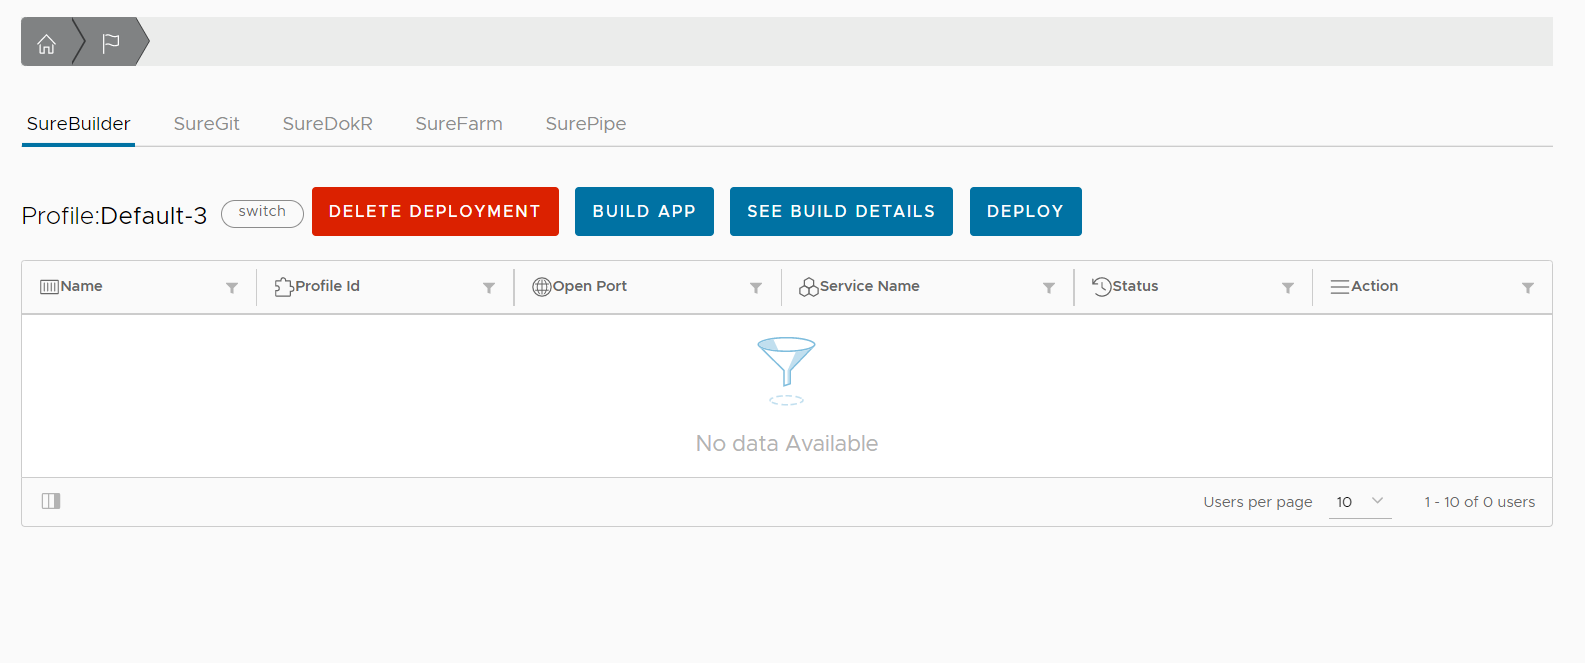 SureBuilder SureGit SureDokR SureFarm SurePipe
Profile:Default-3 switch DELETE DEPLOYMENT BUILD APP SEE BUILD DETAILS DEPLOY
Name Profile Id Open Port Service Name Status Action
No data Available
Users per page 10 1 - 10 of 0 users